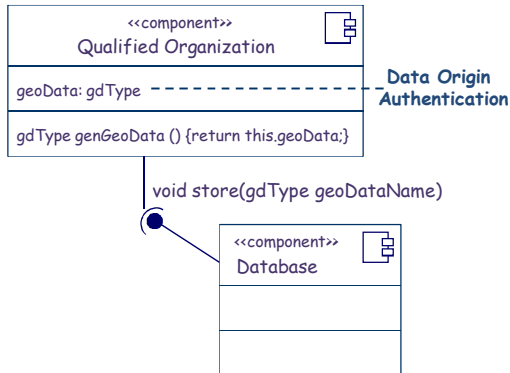 <<component>>
Qualified Organization
geoData: gdType
Data Origin
Authentication
gdType genGeoData () {return this.geoData;}
void store(gdType geoDataName)
<<component>>
Database